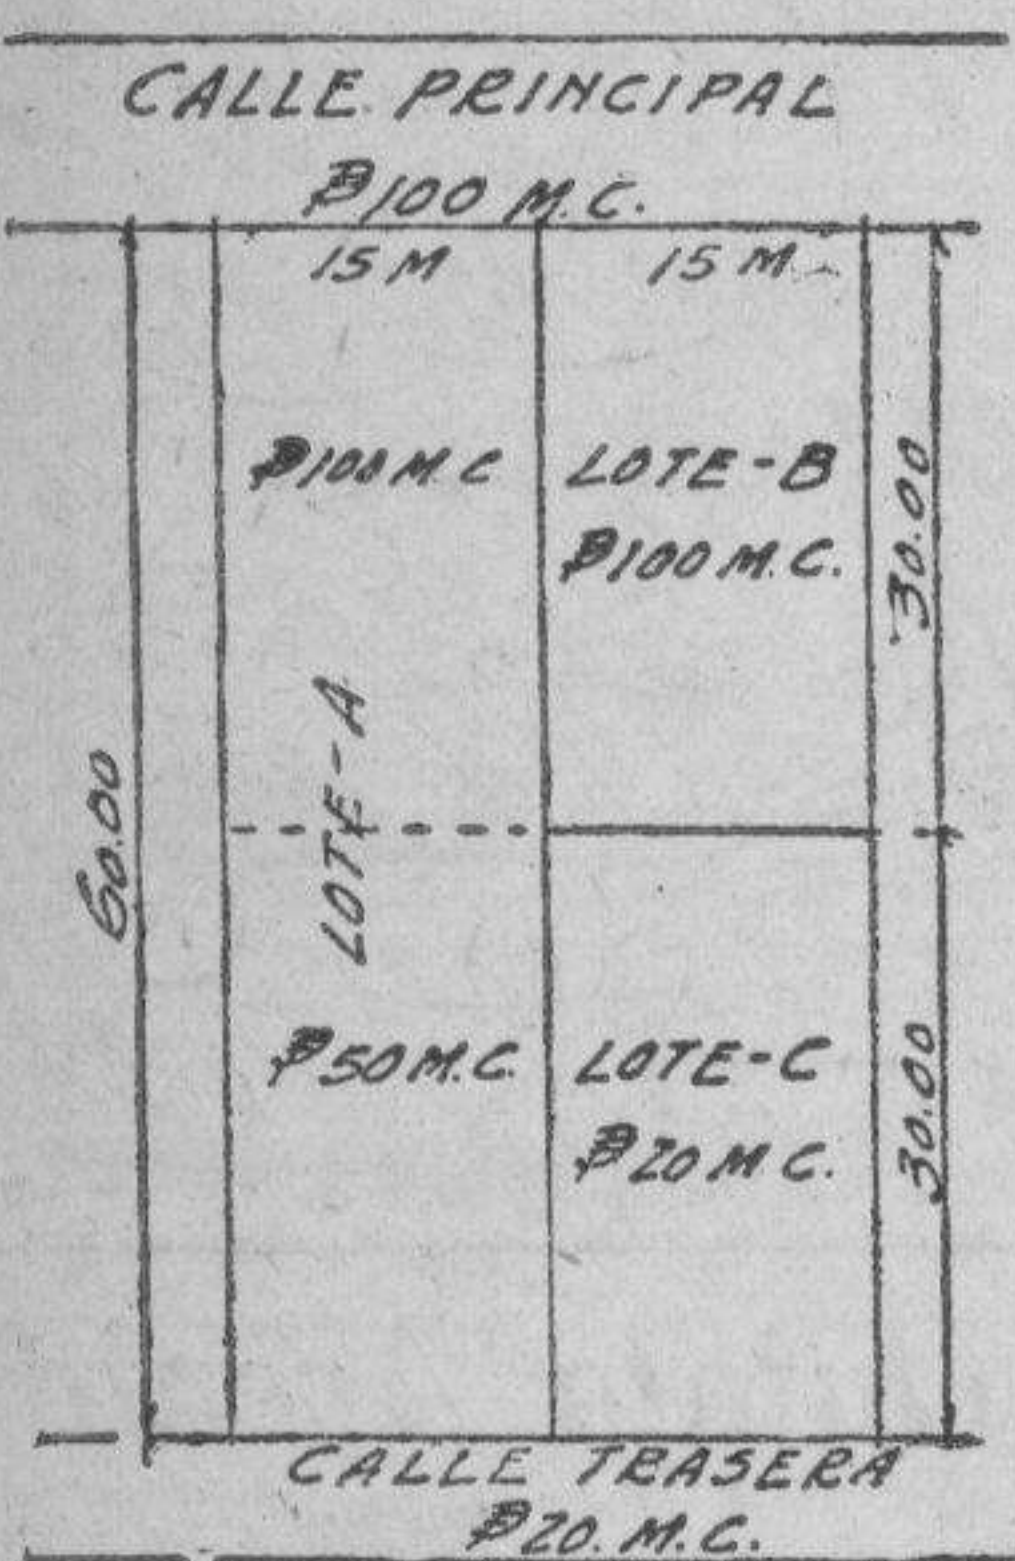 CALLE PRINCIPAL
₱100 M.C.
15 M
15 M.
₱100 M.C
LOTE-B
₱100 M.C.
30.00
LOTE-A
60.00
₱50 M.C.
LOTE-C
₱20 M C.
30.00
CALLE TRASERA
₱20. M.C.